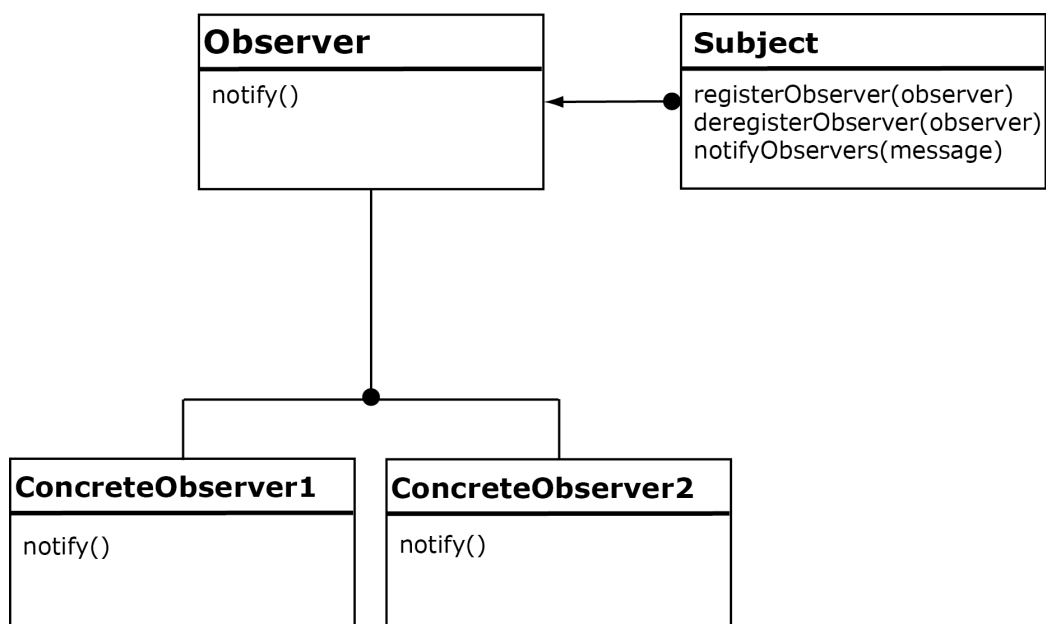 Observer
notify()
Subject
registerObserver(observer)
deregisterObserver(observer)
notifyObservers(message)
ConcreteObserver1
notify()
ConcreteObserver2
notify()